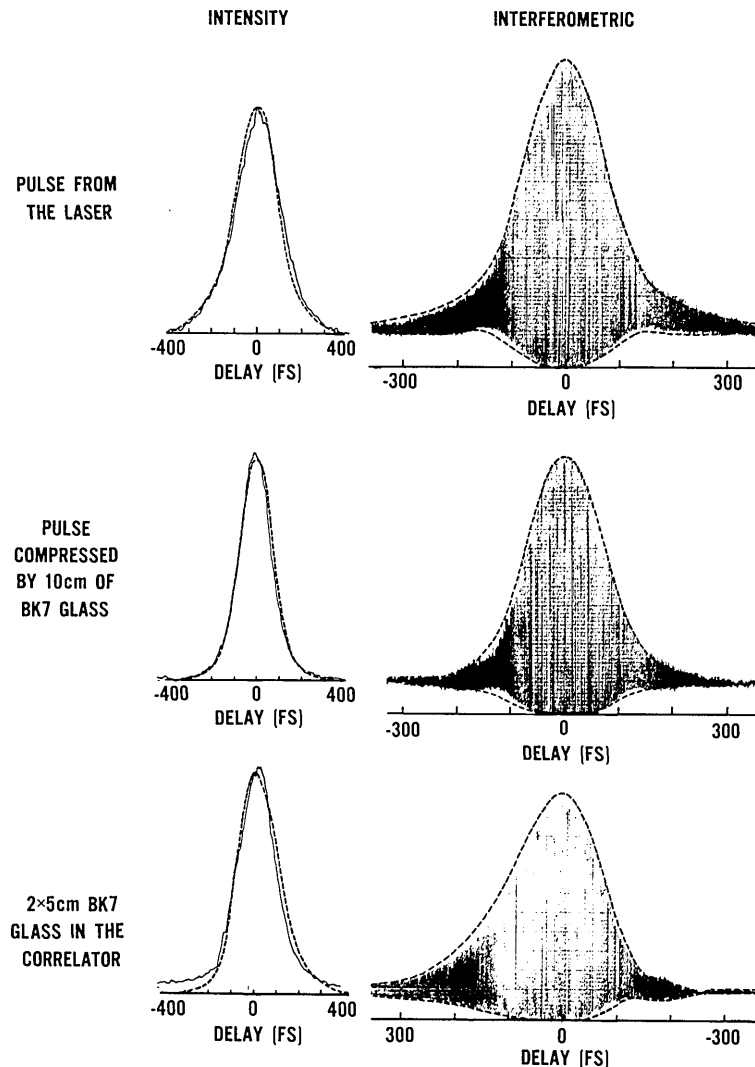 INTENSITY
INTERFEROMETRIC
PULSE FROM
THE LASER
-400 0 400
DELAY (FS)
-300 0 300
DELAY (FS)
PULSE
COMPRESSED
BY 10cm OF
BK7 GLASS
-400 0 400
DELAY (FS)
-300 0 300
DELAY (FS)
2×5cm BK7
GLASS IN THE
CORRELATOR
-400 0 400
DELAY (FS)
300 0 -300
DELAY (FS)